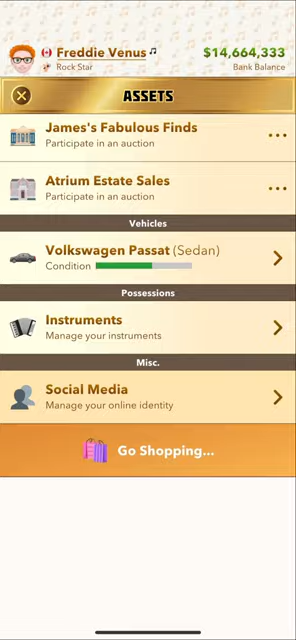 Freddie Venus
$14,664,333
Rock Star
Bank Balance
ASSETS
James's Fabulous Finds
Participate in an auction
Atrium Estate Sales
Participate in an auction
Vehicles
Volkswagen Passat (Sedan)
Condition
Possessions
Instruments
Manage your instruments
Misc.
Social Media
Manage your online identity
Go Shopping...